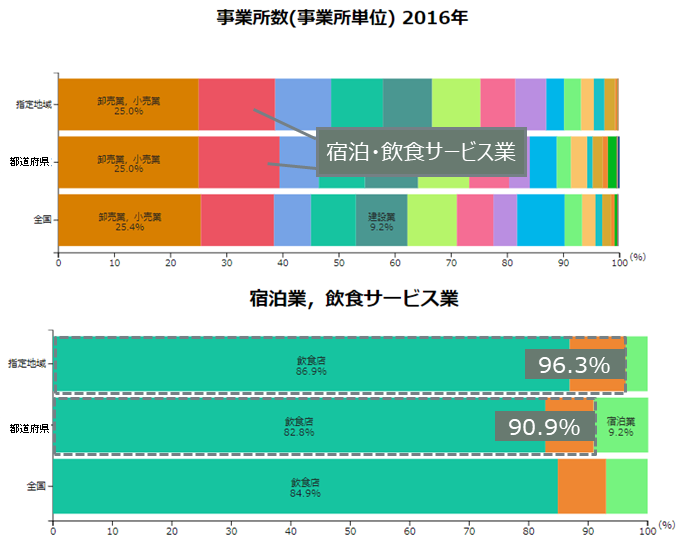 事業所数(事業所単位) 2016年
指定地域
卸売業, 小売業
25.0%
宿泊・飲食サービス業
都道府県
卸売業, 小売業
25.0%
全国
卸売業, 小売業
25.4%
建設業
9.2%
0 10 20 30 40 50 60 70 80 90 100 (%)
宿泊業, 飲食サービス業
指定地域
飲食店
86.9%
96.3%
都道府県
飲食店
82.8%
90.9%
宿泊業
9.2%
全国
飲食店
84.9%
0 10 20 30 40 50 60 70 80 90 100 (%)